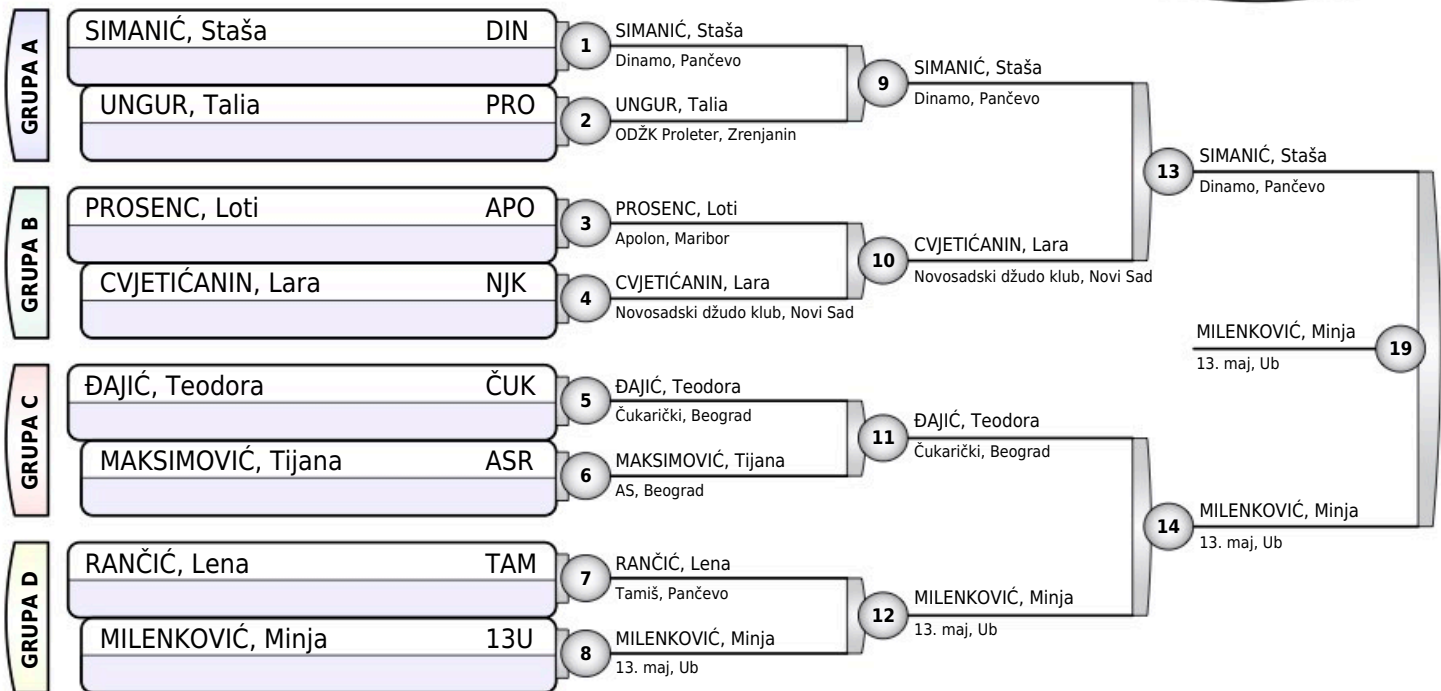 GRUPA A
SIMANIĆ, Staša DIN
UNGUR, Talia PRO
1
SIMANIĆ, Staša
Dinamo, Pančevo
2
UNGUR, Talia
ODŽK Proleter, Zrenjanin
9
SIMANIĆ, Staša
Dinamo, Pančevo
GRUPA B
PROSENC, Loti APO
CVJETIĆANIN, Lara NJK
3
PROSENC, Loti
Apolon, Maribor
4
CVJETIĆANIN, Lara
Novosadski džudo klub, Novi Sad
10
CVJETIĆANIN, Lara
Novosadski džudo klub, Novi Sad
13
SIMANIĆ, Staša
Dinamo, Pančevo
GRUPA C
ĐAJIĆ, Teodora ČUK
MAKSIMOVIĆ, Tijana ASR
5
ĐAJIĆ, Teodora
Čukarički, Beograd
6
MAKSIMOVIĆ, Tijana
AS, Beograd
11
ĐAJIĆ, Teodora
Čukarički, Beograd
GRUPA D
RANČIĆ, Lena TAM
MILENKOVIĆ, Minja 13U
7
RANČIĆ, Lena
Tamiš, Pančevo
8
MILENKOVIĆ, Minja
13. maj, Ub
12
MILENKOVIĆ, Minja
13. maj, Ub
14
MILENKOVIĆ, Minja
13. maj, Ub
MILENKOVIĆ, Minja
13. maj, Ub
19